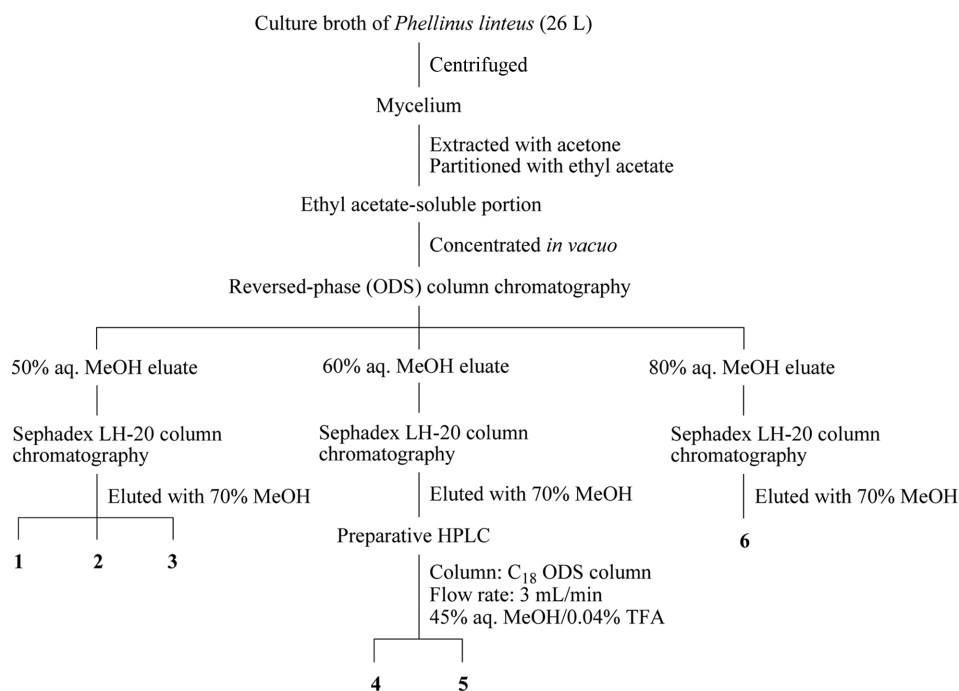 Culture broth of Phellinus linteus (26 L)
Centrifuged
Mycelium
Extracted with acetone
Partitioned with ethyl acetate
Ethyl acetate-soluble portion
Concentrated in vacuo
Reversed-phase (ODS) column chromatography
50% aq. MeOH eluate
60% aq. MeOH eluate
80% aq. MeOH eluate
Sephadex LH-20 column
chromatography
Sephadex LH-20 column
chromatography
Sephadex LH-20 column
chromatography
Eluted with 70% MeOH
Eluted with 70% MeOH
Eluted with 70% MeOH
1
2
3
Preparative HPLC
6
Column: C18 ODS column
Flow rate: 3 mL/min
45% aq. MeOH/0.04% TFA
4
5